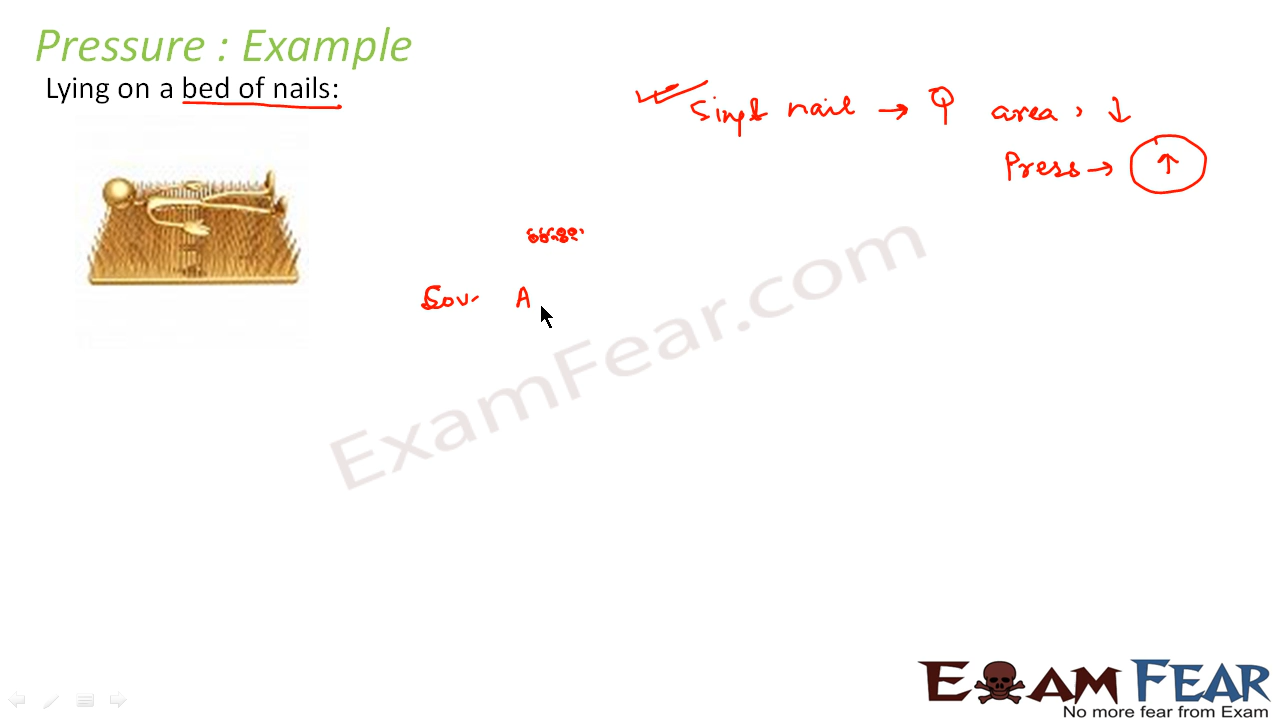 Pressure : Example
Lying on a bed of nails:
nail → area, ↓
Press → ↑
A
ExamFear.com
EXAM FEAR
No more fear from Exam